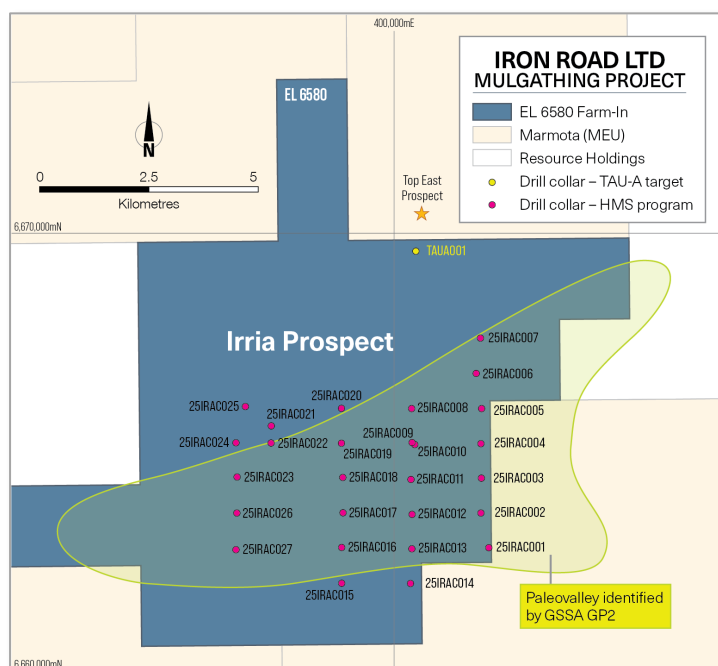 400,000mE
IRON ROAD LTD
MULGATHING PROJECT
EL 6580 Farm-In
Marmota (MEU)
Resource Holdings
Drill collar – TAU-A target
Drill collar – HMS program
EL 6580
N
0
2.5
5
Kilometres
Top East
Prospect
6,670,000mN
TAUA001
Irria Prospect
25IRAC007
25IRAC006
25IRAC020
25IRAC025
25IRAC021
25IRAC008
25IRAC005
25IRAC009
25IRAC024
25IRAC022
25IRAC019
25IRAC010
25IRAC004
25IRAC023
25IRAC018
25IRAC011
25IRAC003
25IRAC026
25IRAC017
25IRAC012
25IRAC002
25IRAC027
25IRAC016
25IRAC013
25IRAC001
25IRAC015
25IRAC014
Paleovalley identified
by GSSA GP2
6,660,000mN